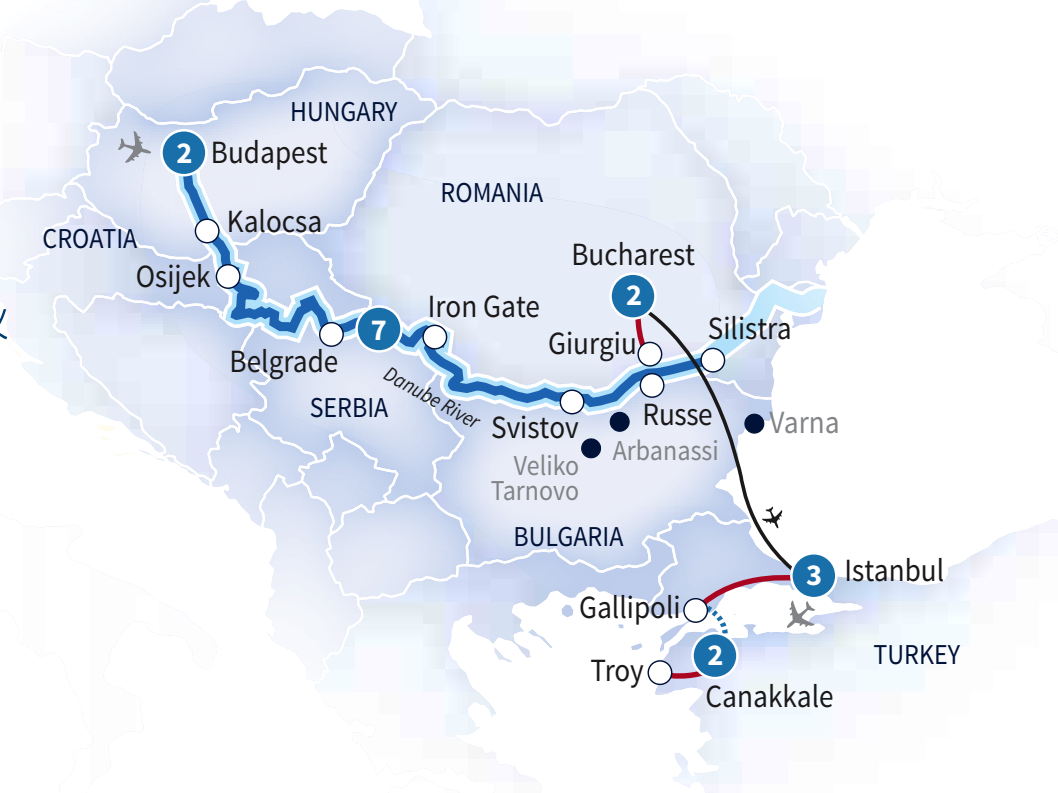 HUNGARY
2
Budapest
ROMANIA
Kalocsa
CROATIA
Bucharest
Osijek
2
Iron Gate
7
Silistra
Giurgiu
Belgrade
Danube River
SERBIA
Russe
Svistov
Varna
Arbanassi
Veliko
Tarnovo
BULGARIA
3
Istanbul
Gallipoli
2
TURKEY
Troy
Canakkale